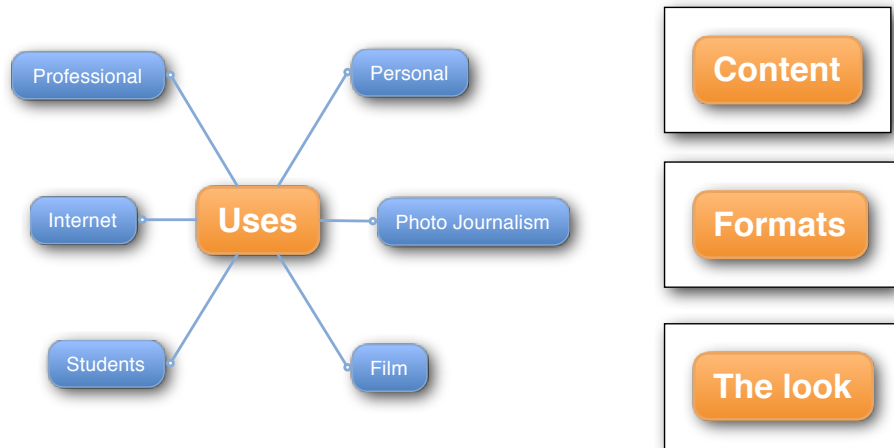 Professional
Personal
Content
Internet
Uses
Photo Journalism
Formats
Students
Film
The look